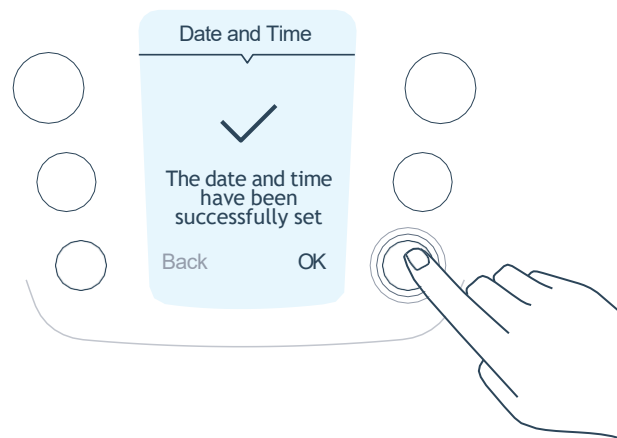 Date and Time
The date and time
have been
successfully set
Back OK